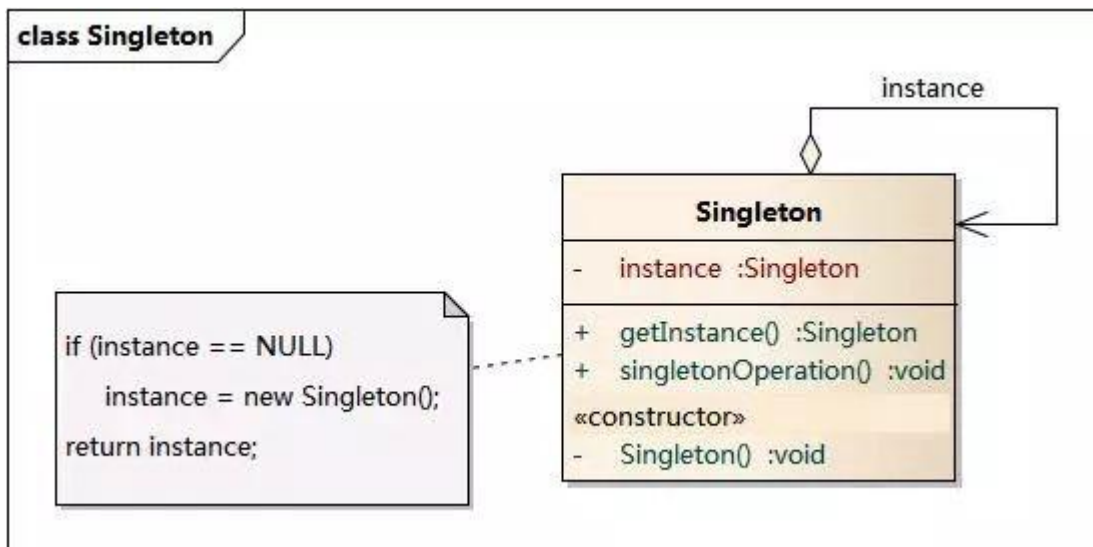 class Singleton
instance
Singleton
- instance :Singleton
+ getInstance() :Singleton
+ singletonOperation() :void
«constructor»
- Singleton() :void
if (instance == NULL)
instance = new Singleton();
return instance;